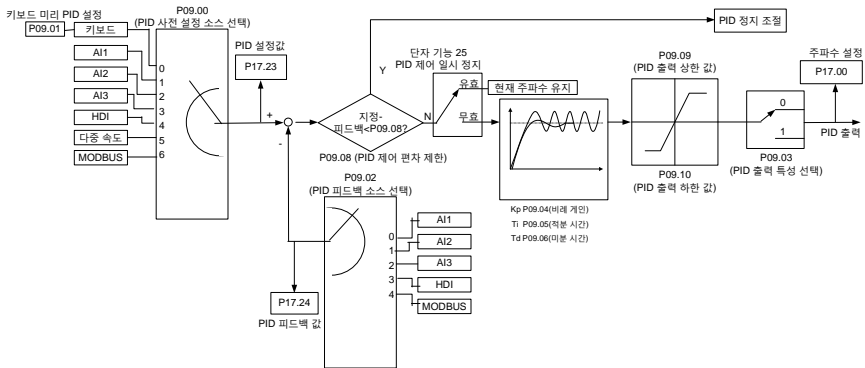 키보드 미리 PID 설정
P09.01
키보드
AI1
AI2
AI3
HDI
다중 속도
MODBUS
P09.00
(PID 사전 설정 소스 선택)
0
1
2
3
4
5
6
PID 설정값
P17.23
+
-
Y
지정-
피드백<P09.08?
N
P09.08 (PID 제어 편차 제한)
단자 기능 25
PID 제어 일시 정지
유효
무효
현재 주파수 유지
PID 정지 조절
Kp P09.04(비례 게인)
Ti P09.05(적분 시간)
Td P09.06(미분 시간)
P09.09
(PID 출력 상한 값)
P09.10
(PID 출력 하한 값)
0
1
P09.03
(PID 출력 특성 선택)
주파수 설정
P17.00
PID 출력
P09.02
(PID 피드백 소스 선택)
0
1
2
3
4
AI1
AI2
AI3
HDI
MODBUS
P17.24
PID 피드백 값